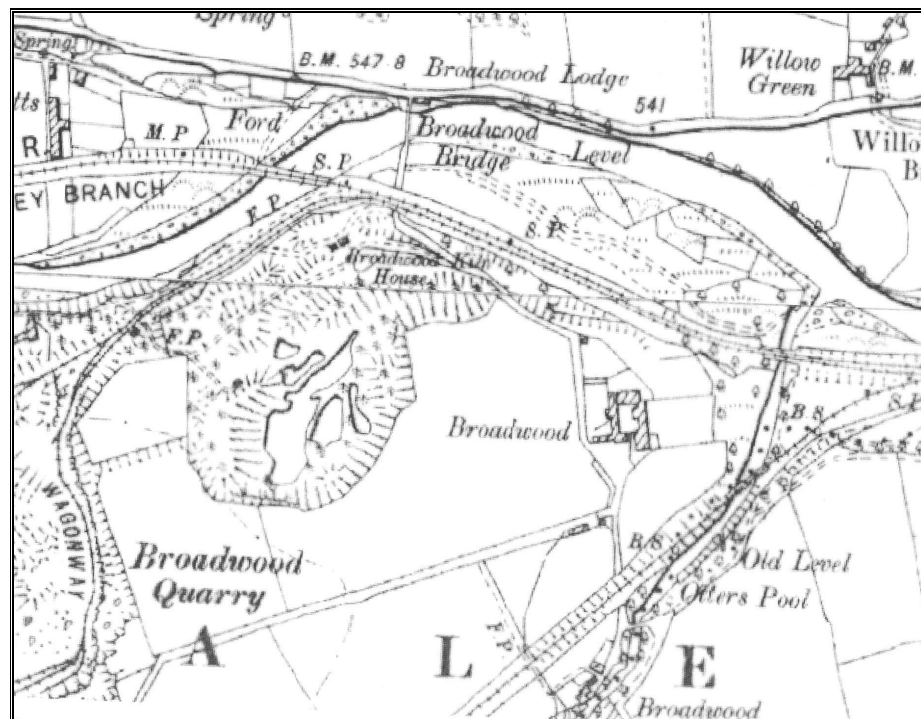 Spring
Spring
B.M. 547.8
Broadwood Lodge
Willow
Green
B.M.
541
tts
M.P
Ford
Broadwood
Bridge
Level
Willo
B
R
S.P
EY BRANCH
F.P
S.P
Broadwood Kiln
House
F.P
S.P
B.S
Broadwood
WAGONWAY
B.S
Broadwood
Quarry
Old Level
Otters Pool
F.P
A L E
Broadwood